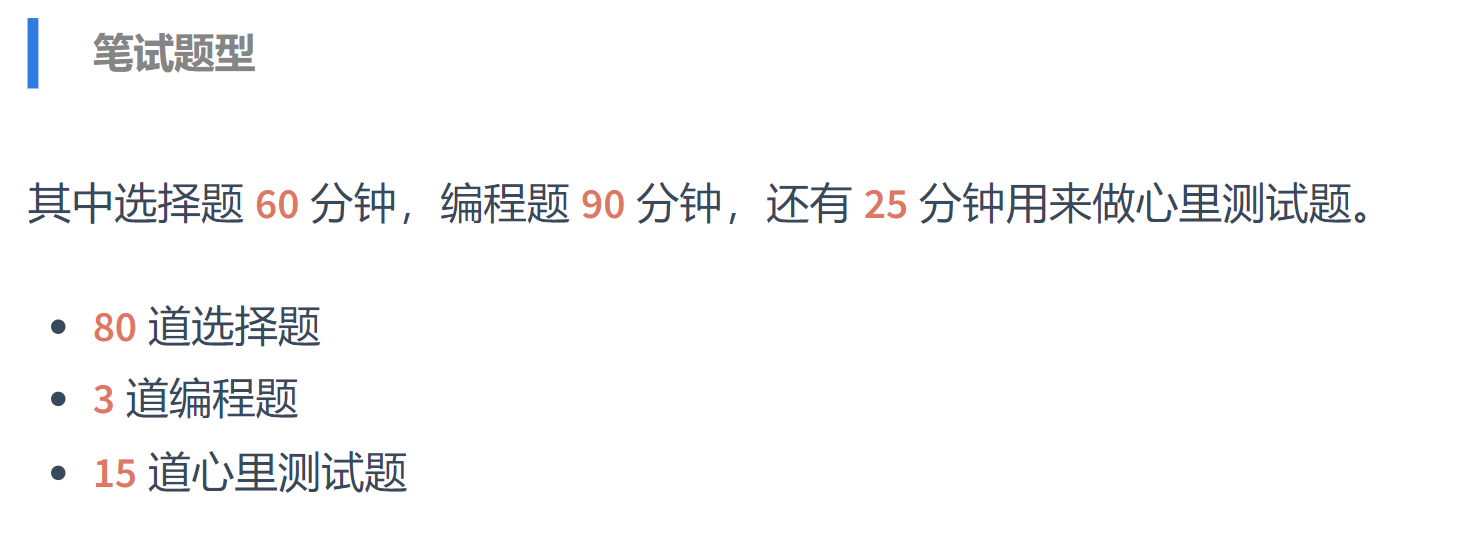 笔试题型
其中选择题 60 分钟，编程题 90 分钟，还有 25 分钟用来做心里测试题。
80 道选择题
3 道编程题
15 道心里测试题